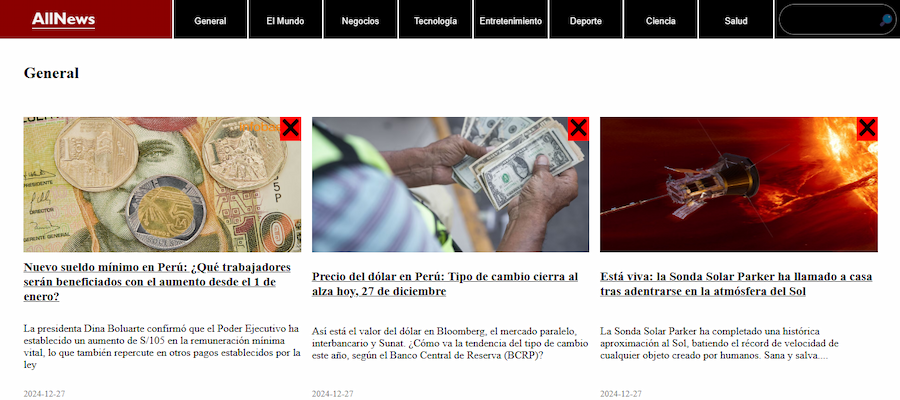 AllNews
General
El Mundo
Negocios
Tecnología
Entretenimiento
Deporte
Ciencia
Salud
General
Nuevo sueldo mínimo en Perú: ¿Qué trabajadores
serán beneficiados con el aumento desde el 1 de
enero?
La presidenta Dina Boluarte confirmó que el Poder Ejecutivo ha
establecido un aumento de S/105 en la remuneración mínima
vital, lo que también repercute en otros pagos establecidos por la
ley
2024-12-27
Precio del dólar en Perú: Tipo de cambio cierra al
alza hoy, 27 de diciembre
Así está el valor del dólar en Bloomberg, el mercado paralelo,
interbancario y Sunat. ¿Cómo va la tendencia del tipo de cambio
este año, según el Banco Central de Reserva (BCRP)?
2024-12-27
Está viva: la Sonda Solar Parker ha llamado a casa
tras adentrarse en la atmósfera del Sol
La Sonda Solar Parker ha completado una histórica
aproximación al Sol, batiendo el récord de velocidad de
cualquier objeto creado por humanos. Sana y salva....
2024-12-27